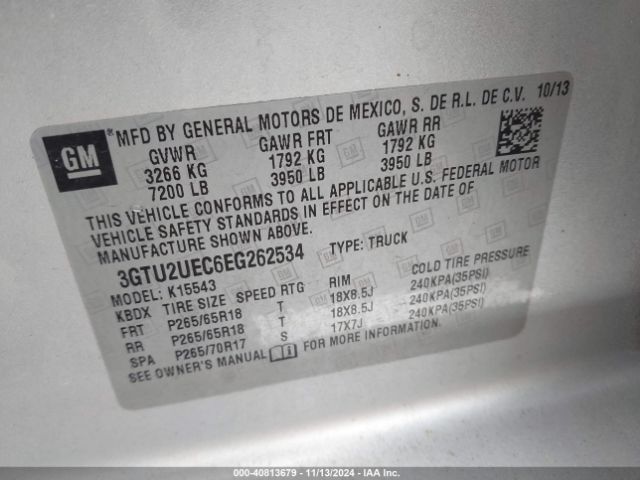 GM
* MFD BY GENERAL MOTORS DE MEXICO, S. DE R.L. DE C.V. 10/13
GVWR GAWR FRT GAWR RR
3266 KG 1792 KG 1792 KG
7200 LB 3950 LB 3950 LB
THIS VEHICLE CONFORMS TO ALL APPLICABLE U.S. FEDERAL MOTOR
VEHICLE SAFETY STANDARDS IN EFFECT ON THE DATE OF
MANUFACTURE SHOWN ABOVE.
3GTU2UEC6EG262534 TYPE: TRUCK
MODEL: K15543
KBDX TIRE SIZE SPEED RTG RIM COLD TIRE PRESSURE
FRT P265/65R18 T 18X8.5J 240KPA(35PSI)
RR P265/65R18 T 18X8.5J 240KPA(35PSI)
SPA P265/70R17 S 17X7J 240KPA(35PSI)
SEE OWNER'S MANUAL FOR MORE INFORMATION.
© - 40813679 - 11/13/2024 - IAA Inc.